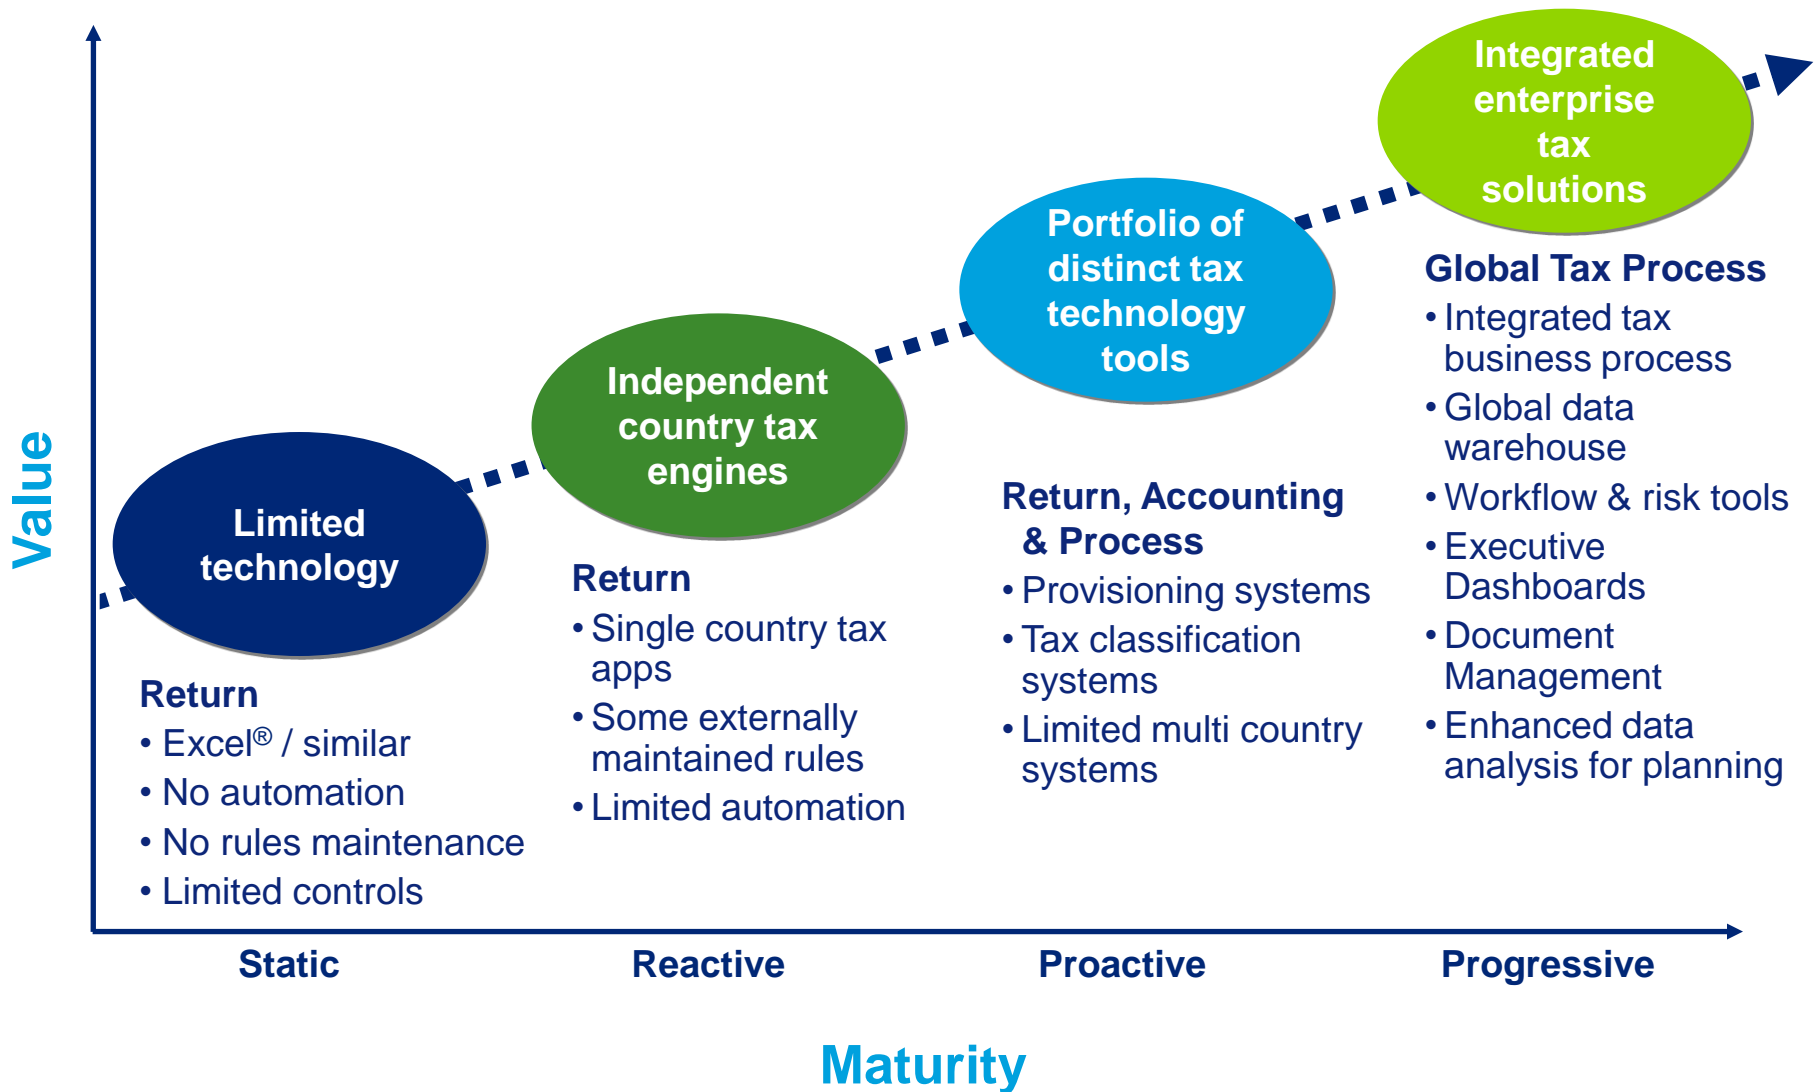 Value
Limited
technology
Return
• Excel® / similar
• No automation
• No rules maintenance
• Limited controls
Static
Independent
country tax
engines
Return
• Single country tax
apps
• Some externally
maintained rules
• Limited automation
Reactive
Portfolio of
distinct tax
technology
tools
Return, Accounting
& Process
• Provisioning systems
• Tax classification
systems
• Limited multi country
systems
Proactive
Integrated
enterprise
tax
solutions
Global Tax Process
• Integrated tax
business process
• Global data
warehouse
• Workflow & risk tools
• Executive
Dashboards
• Document
Management
• Enhanced data
analysis for planning
Progressive
Maturity